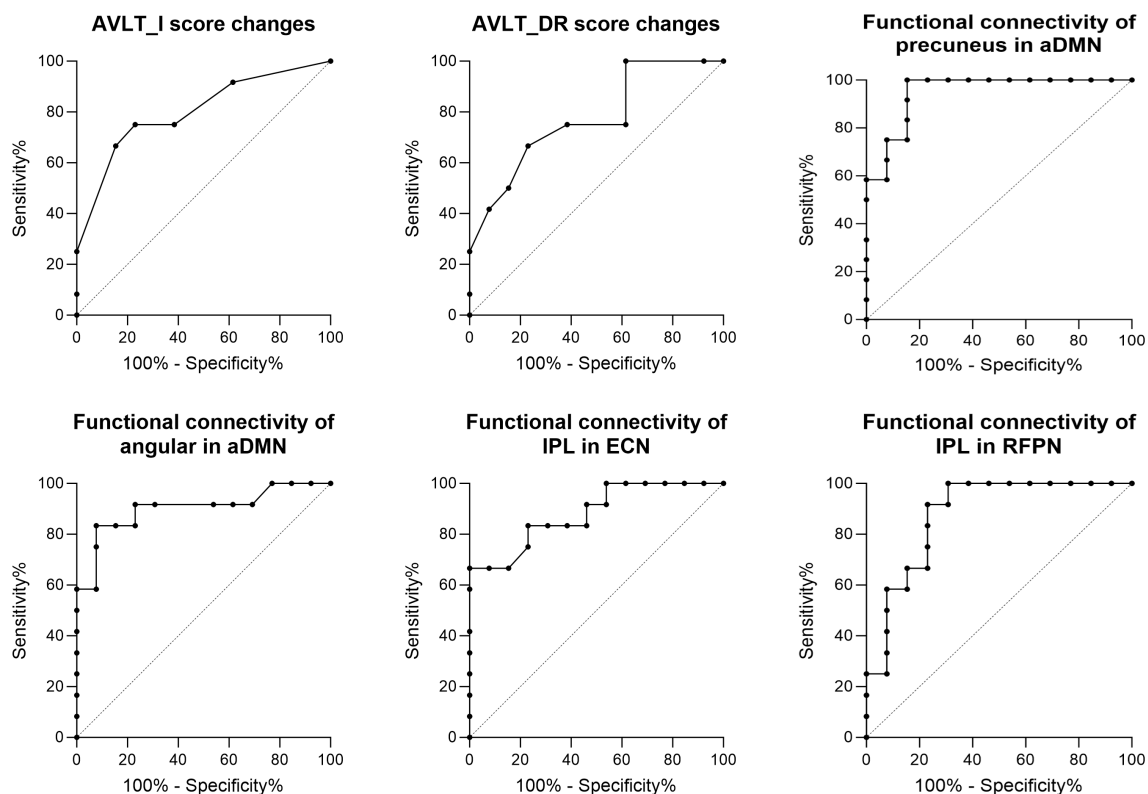 AVLT_I score changes
100
80
60
40
20
0
Sensitivity%
0 20 40 60 80 100
100% - Specificity%
AVLT_DR score changes
100
80
60
40
20
0
Sensitivity%
0 20 40 60 80 100
100% - Specificity%
Functional connectivity of
precuneus in aDMN
100
80
60
40
20
0
Sensitivity%
0 20 40 60 80 100
100% - Specificity%
Functional connectivity of
angular in aDMN
100
80
60
40
20
0
Sensitivity%
0 20 40 60 80 100
100% - Specificity%
Functional connectivity of
IPL in ECN
100
80
60
40
20
0
Sensitivity%
0 20 40 60 80 100
100% - Specificity%
Functional connectivity of
IPL in RFPN
100
80
60
40
20
0
Sensitivity%
0 20 40 60 80 100
100% - Specificity%